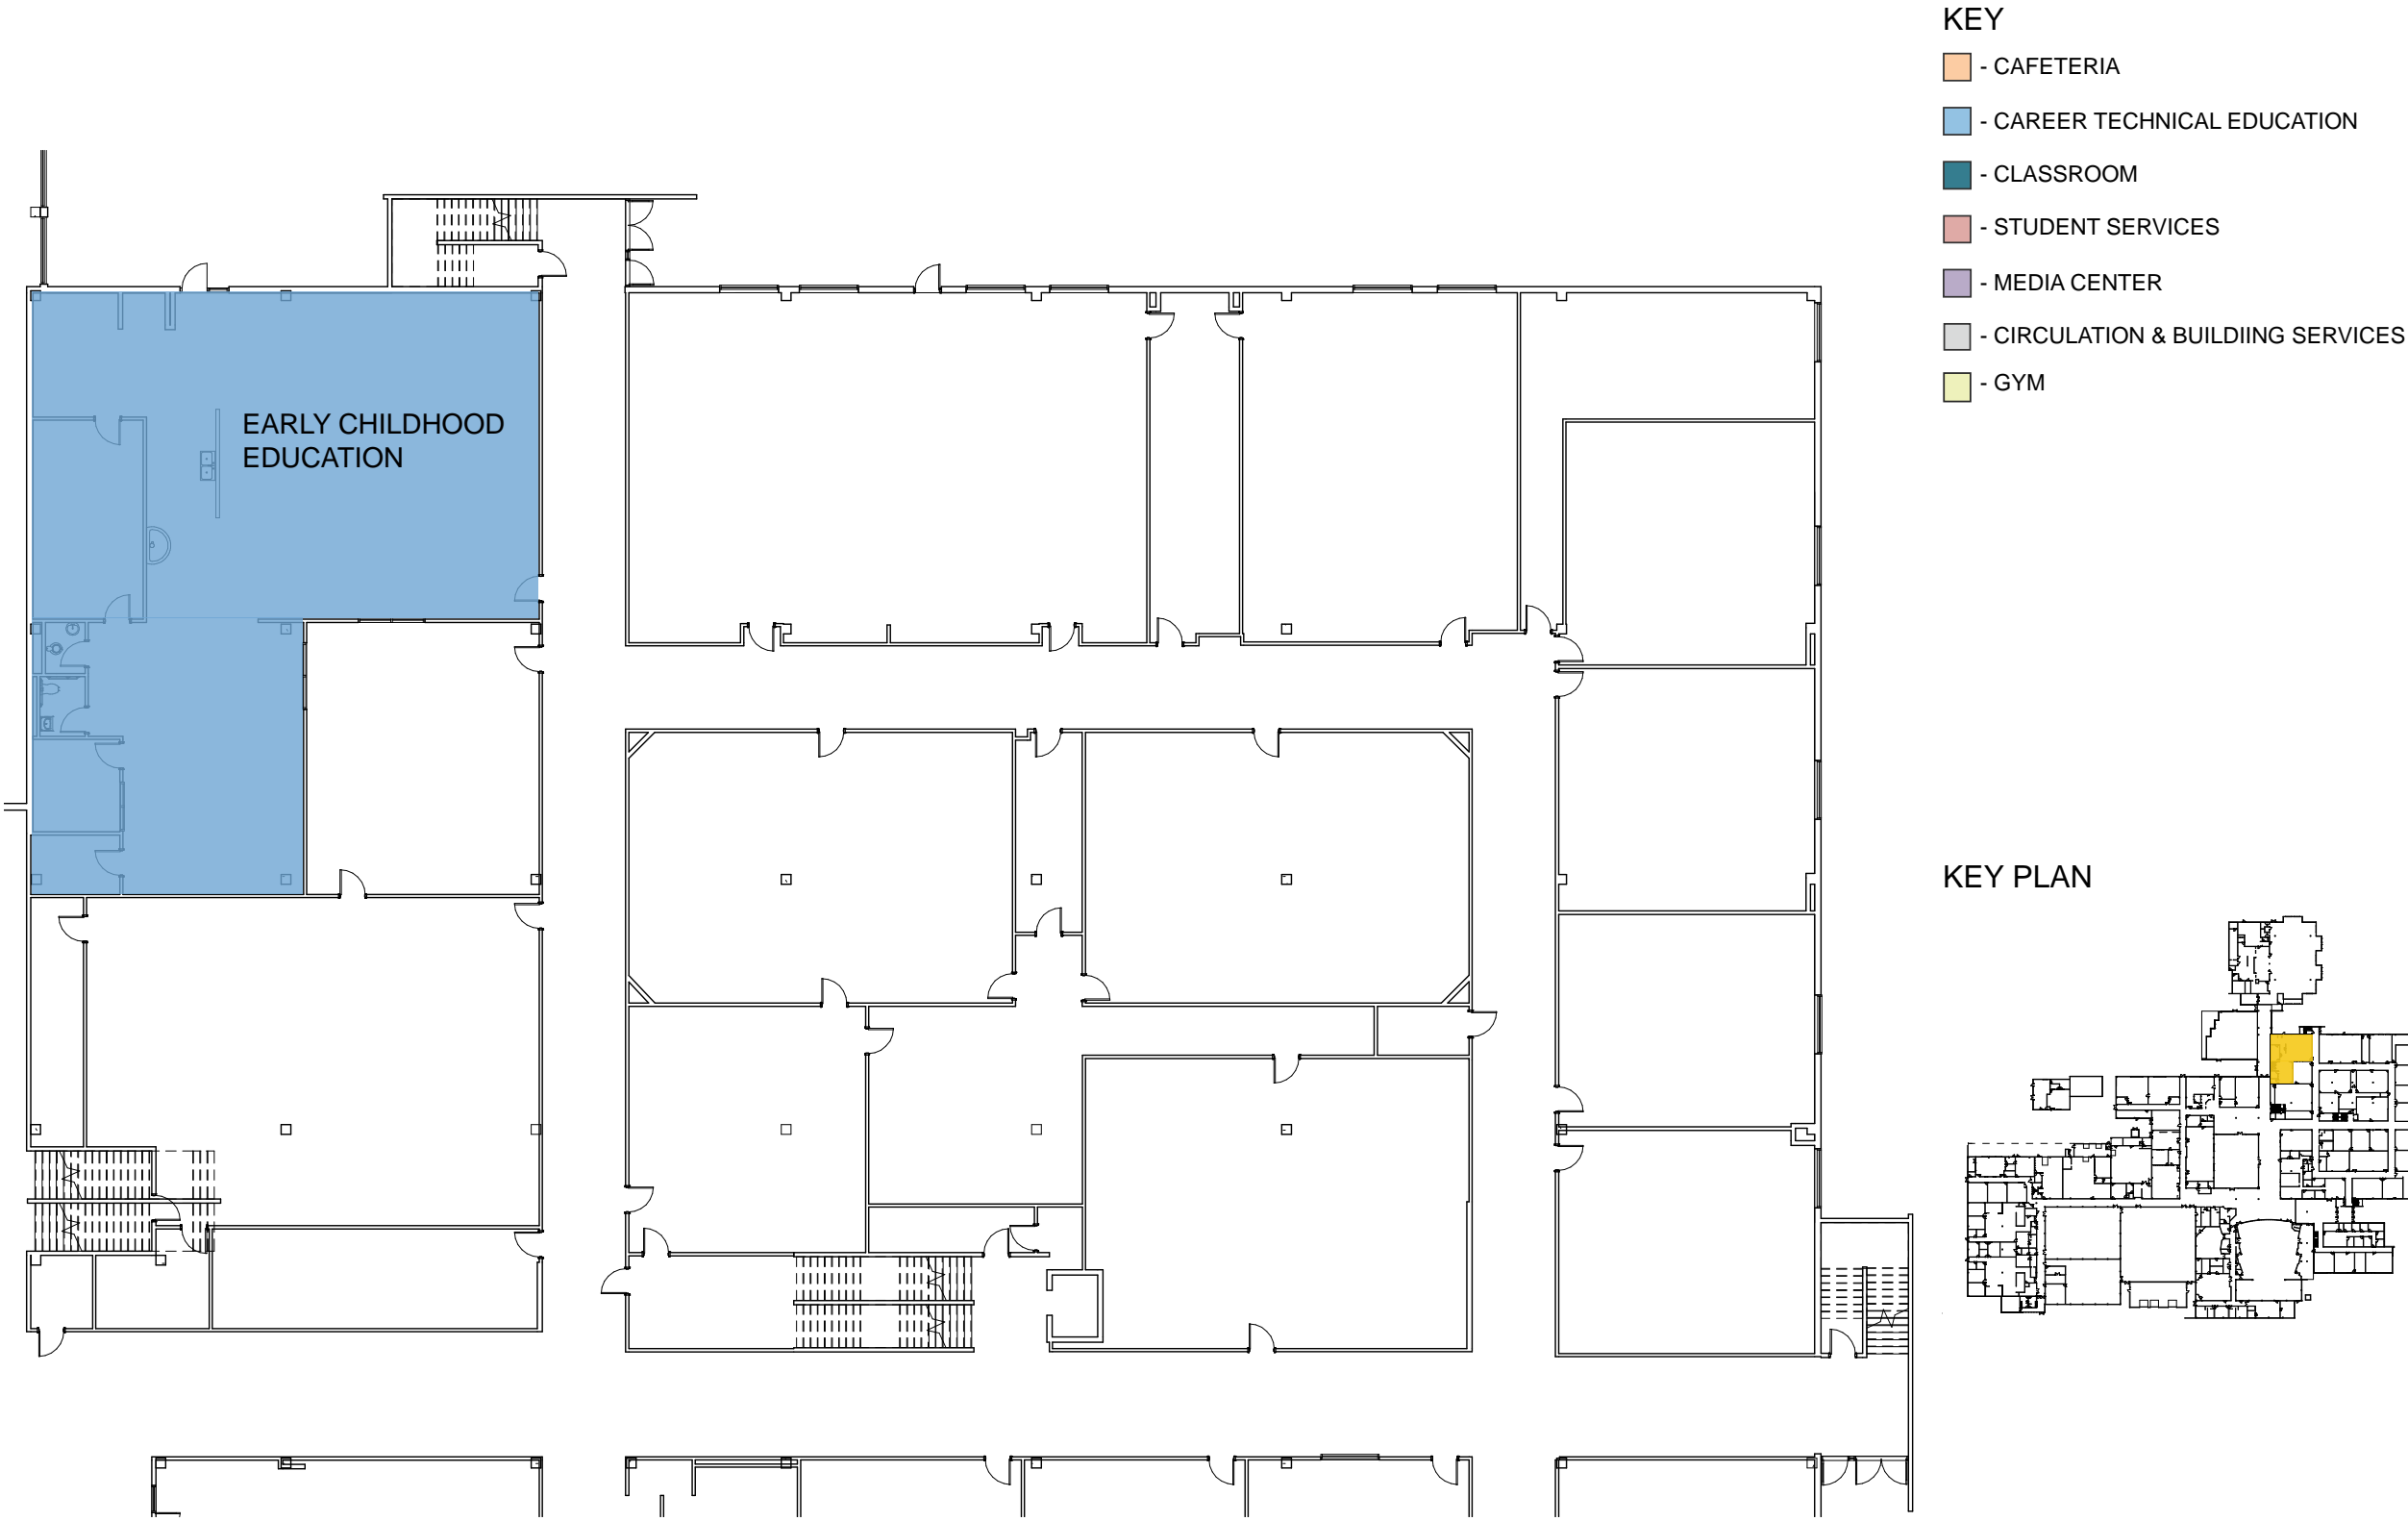 KEY
- CAFETERIA
- CAREER TECHNICAL EDUCATION
- CLASSROOM
- STUDENT SERVICES
- MEDIA CENTER
- CIRCULATION & BUILDIING SERVICES
- GYM
EARLY CHILDHOOD
EDUCATION
KEY PLAN